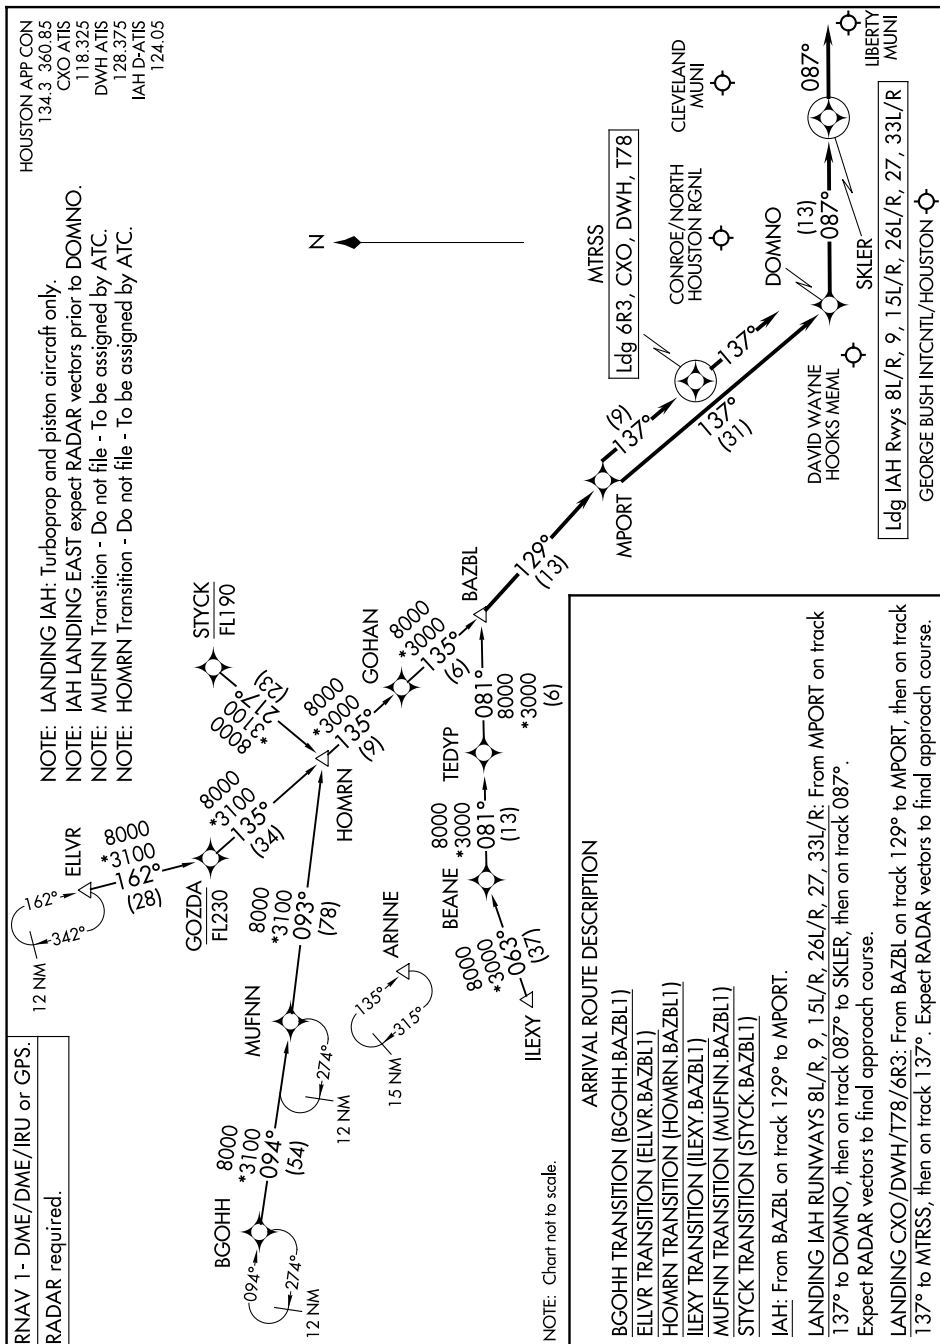 RNAV 1 - DME/DME/IRU or GPS.
RADAR required.
HOUSTON APP CON
134.3 360.85
CXO ATIS
118.325
DWH ATIS
128.375
IAH D-ATIS
124.05
NOTE: LANDING IAH: Turboprop and piston aircraft only.
NOTE: IAH LANDING EAST expect RADAR vectors prior to DOMNO.
NOTE: MUFNN Transition - Do not file - To be assigned by ATC.
NOTE: HOMRN Transition - Do not file - To be assigned by ATC.
N
12 NM
162°
342°
ELLVR
8000
*3100
162°
(28)
GOZDA
FL230
8000
*3100
135°
(34)
STYCK
FL190
8000
*3100
217°
(23)
BGOHH
094°
274°
12 NM
8000
*3100
094°
(54)
MUFNN
274°
12 NM
8000
*3100
093°
(78)
HOMRN
8000
*3000
135°
(9)
GOHAN
8000
*3000
135°
(6)
BAZBL
ARNNE
135°
315°
15 NM
ILEXY
8000
*3000
063°
(37)
BEANE
8000
*3000
081°
(13)
TEDYP
081°
8000
*3000
(6)
129°
(13)
MPORT
(9)
137°
MTRSS
Ldg 6R3, CXO, DWH, T78
137°
137°
(31)
DOMNO
(13)
087°
SKLER
087°
Ldg IAH Rwys 8L/R, 9, 15L/R, 26L/R, 27, 33L/R
CLEVELAND
MUNI
CONROE/NORTH
HOUSTON RGNL
DAVID WAYNE
HOOKS MEML
LIBERTY
MUNI
GEORGE BUSH INTCNTL/HOUSTON
NOTE: Chart not to scale.
ARRIVAL ROUTE DESCRIPTION
BGOHH TRANSITION (BGOHH.BAZBL1)
ELLVR TRANSITION (ELLVR.BAZBL1)
HOMRN TRANSITION (HOMRN.BAZBL1)
ILEXY TRANSITION (ILEXY.BAZBL1)
MUFNN TRANSITION (MUFNN.BAZBL1)
STYCK TRANSITION (STYCK.BAZBL1)
IAH: From BAZBL on track 129° to MPORT.
LANDING IAH RUNWAYS 8L/R, 9, 15L/R, 26L/R, 27, 33L/R: From MPORT on track
137° to DOMNO, then on track 087° to SKLER, then on track 087°.
Expect RADAR vectors to final approach course.
LANDING CXO/DWH/T78/6R3: From BAZBL on track 129° to MPORT, then on track
137° to MTRSS, then on track 137°. Expect RADAR vectors to final approach course.